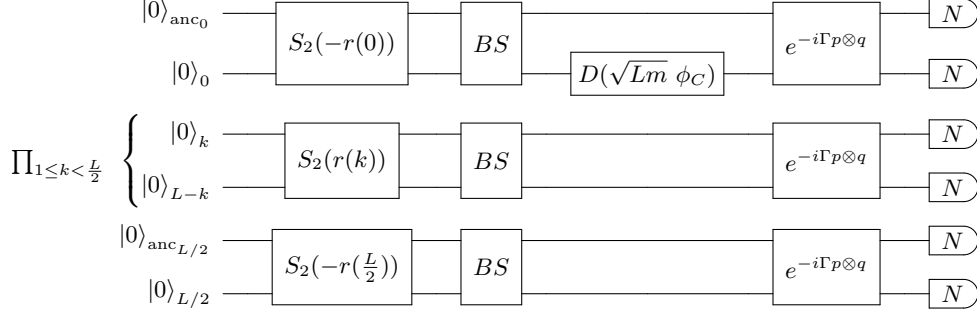 |0⟩_{anc_0} S_2(−r(0)) BS e^{−iΓp⊗q} N
|0⟩_0 D(√(Lm) ϕ_C) N
∏_{1≤k<L/2} { |0⟩_k S_2(r(k)) BS e^{−iΓp⊗q} N
|0⟩_{L−k} N
|0⟩_{anc_{L/2}} S_2(−r(L/2)) BS e^{−iΓp⊗q} N
|0⟩_{L/2} N